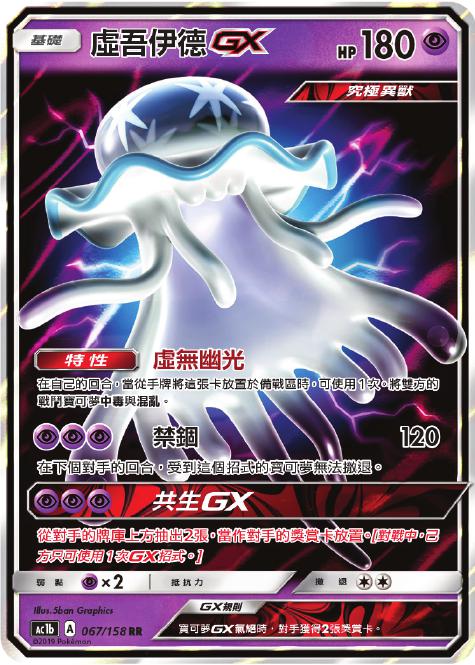 基礎 虛吾伊德GX HP 180
究極異獸
特性 虛無幽光
在自己的回合,當從手牌將這張卡放置於備戰區時,可使用1次。將雙方的
戰鬥寶可夢中毒與混亂。
禁錮 120
在下個對手的回合,受到這個招式的寶可夢無法撤退。
共生GX
從對手的牌庫上方抽出2張,當作對手的獎賞卡放置。[對戰中,己
方只可使用1次GX招式。]
弱點 ×2 抵抗力 撤退
Illus.5ban Graphics
GX規則
AC1b A 067/158 RR
寶可夢GX氣絕時,對手獲得2張獎賞卡。
©2019 Pokémon